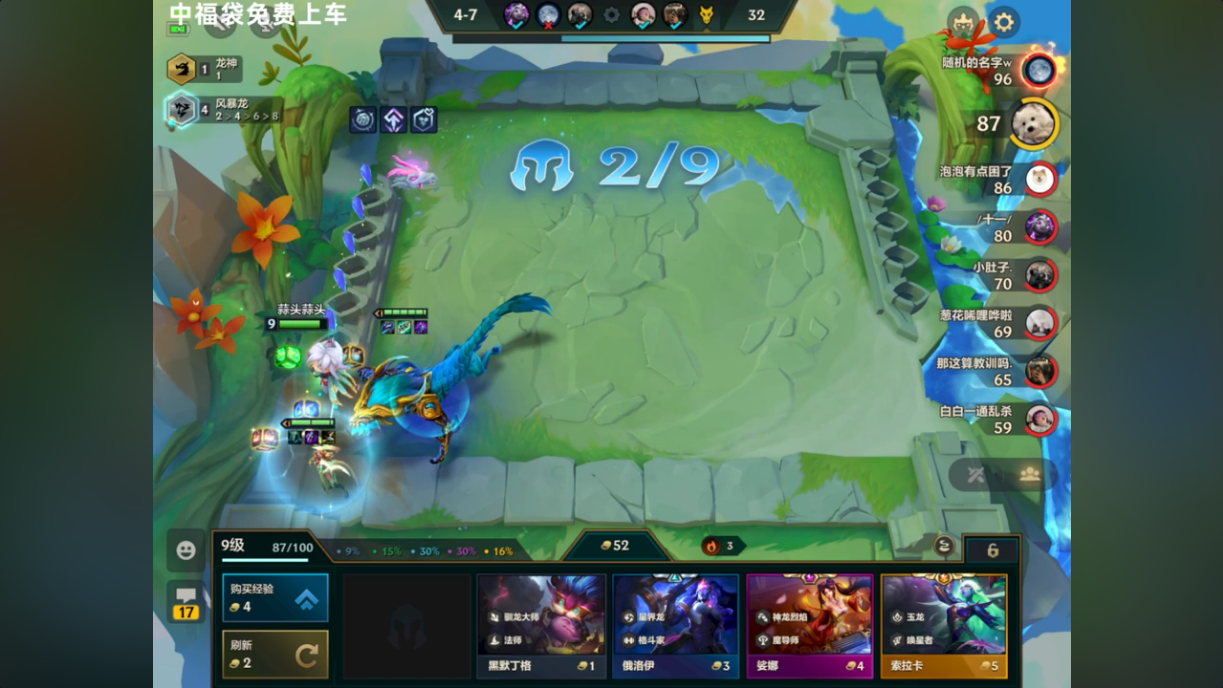 中福袋免费上车
4-7
32
1 龙神
1
4 风暴龙
2 > 4 > 6 > 8
2/9
随机的名字w
96
87
泡泡有点困了
86
/十一/
80
小肚子.
70
葱花唏哩哗啦
69
那这算教训吗.
65
白白一通乱杀
59
蒜头蒜头
9
9级
87/100
9%
15%
30%
30%
16%
52
3
6
购买经验
4
刷新
2
17
驯龙大师
法师
黑默丁格 1
星界龙
格斗家
俄洛伊 3
神龙烈焰
魔导师
娑娜 4
玉龙
唤星者
索拉卡 5